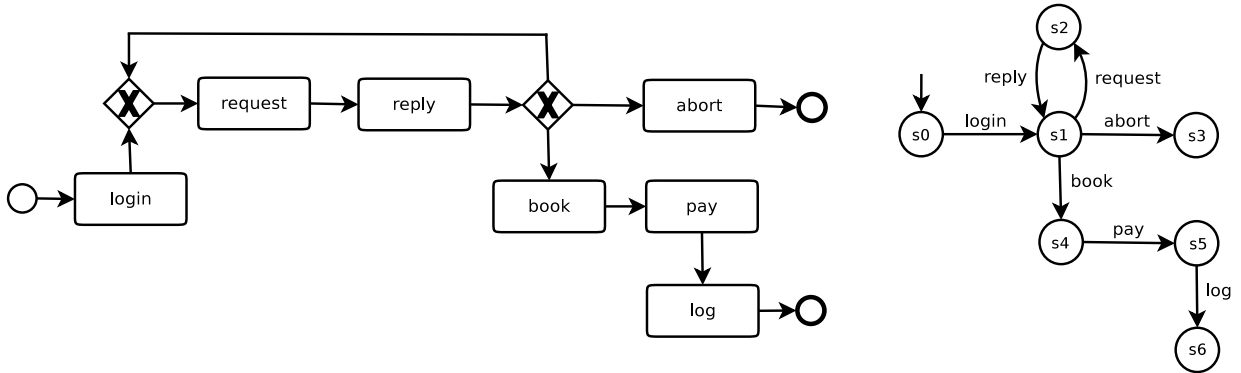 request
reply
abort
login
book
pay
log
s2
reply
request
s0
login
s1
abort
s3
book
s4
pay
s5
log
s6